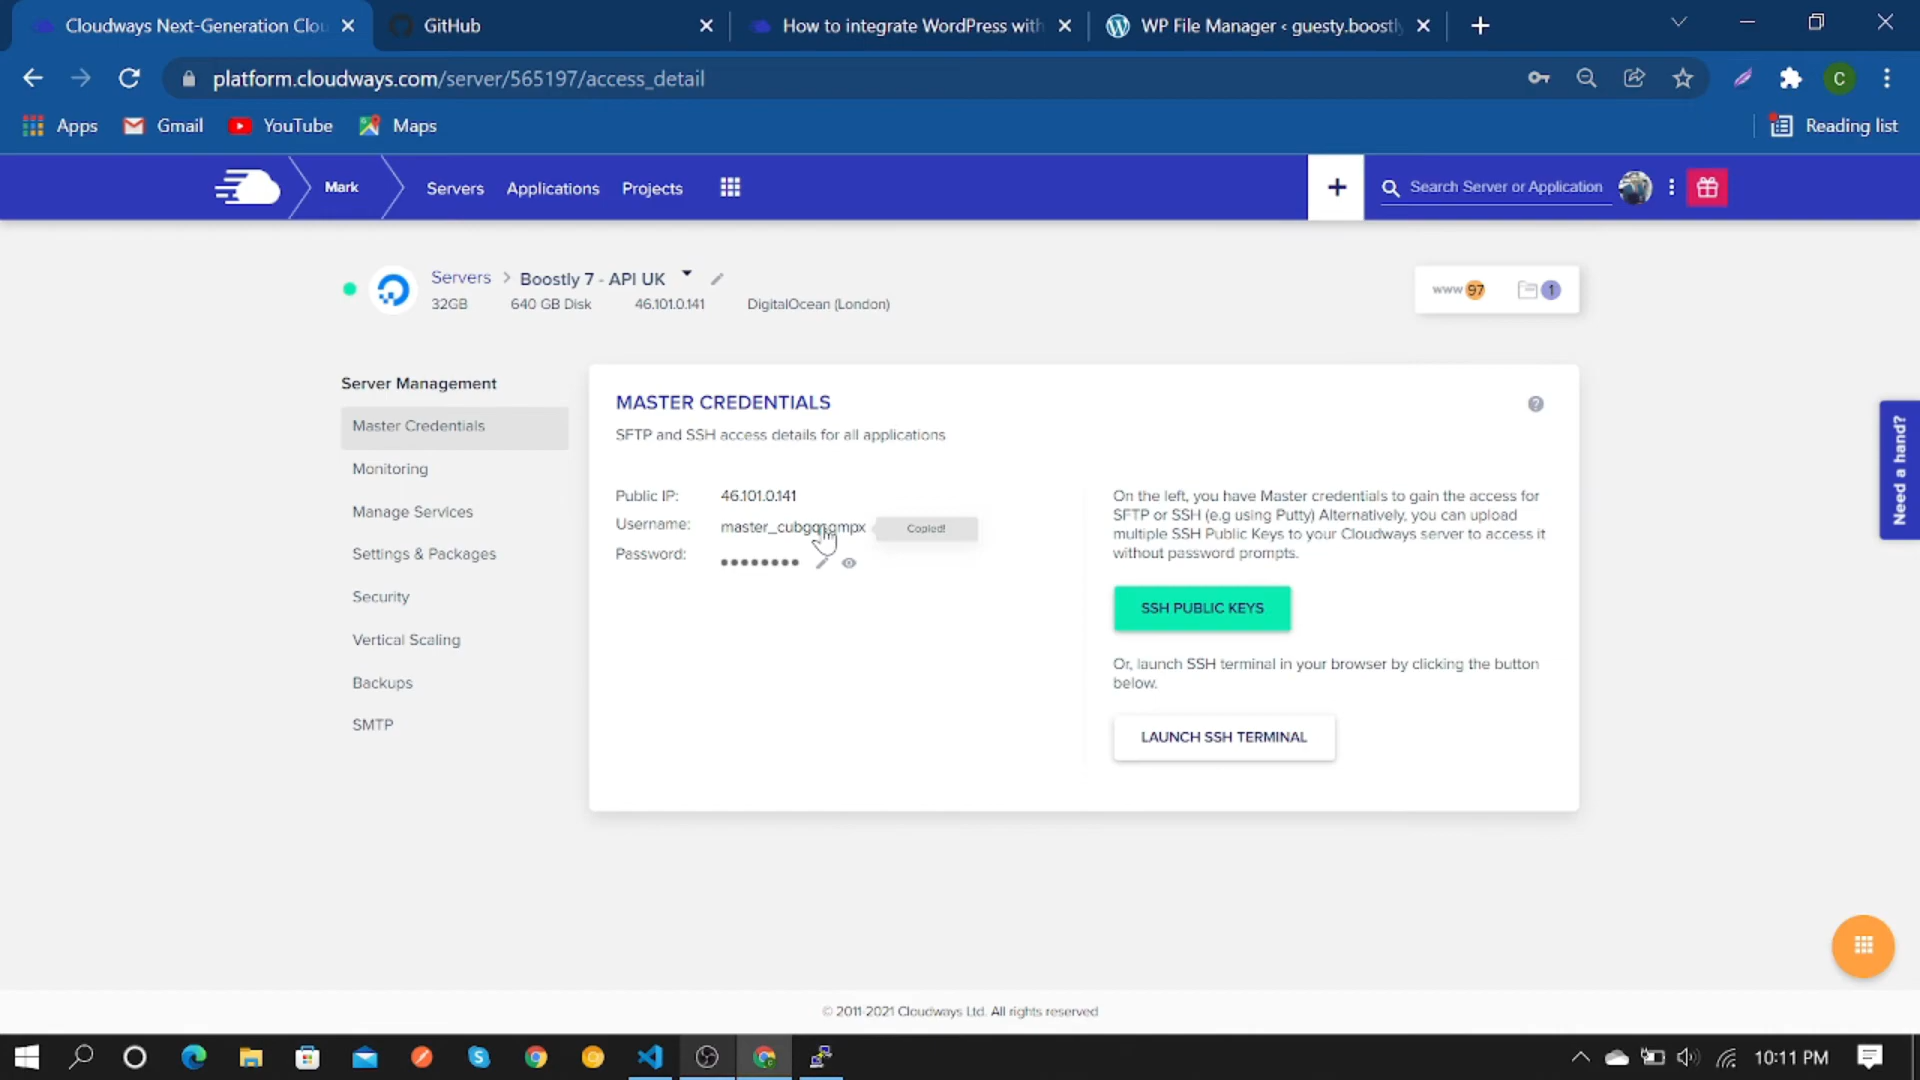 Cloudways Next-Generation Clou
GitHub
How to integrate WordPress with
WP File Manager ‹ guesty.boostly
platform.cloudways.com/server/565197/access_detail
C
Apps
Gmail
YouTube
Maps
Reading list
Mark
Servers
Applications
Projects
Search Server or Application
Servers > Boostly 7 - API UK
32GB
640 GB Disk
46.101.0.141
DigitalOcean (London)
www 97
1
Server Management
Master Credentials
Monitoring
Manage Services
Settings & Packages
Security
Vertical Scaling
Backups
SMTP
MASTER CREDENTIALS
SFTP and SSH access details for all applications
Public IP: 46.101.0.141
Username:
Copied!
Password: ••••••••
On the left, you have Master credentials to gain the access for
SFTP or SSH (e.g using Putty) Alternatively, you can upload
multiple SSH Public Keys to your Cloudways server to access it
without password prompts.
SSH PUBLIC KEYS
Or, launch SSH terminal in your browser by clicking the button
below.
LAUNCH SSH TERMINAL
Need a hand?
© 2011-2021 Cloudways Ltd. All rights reserved
10:11 PM